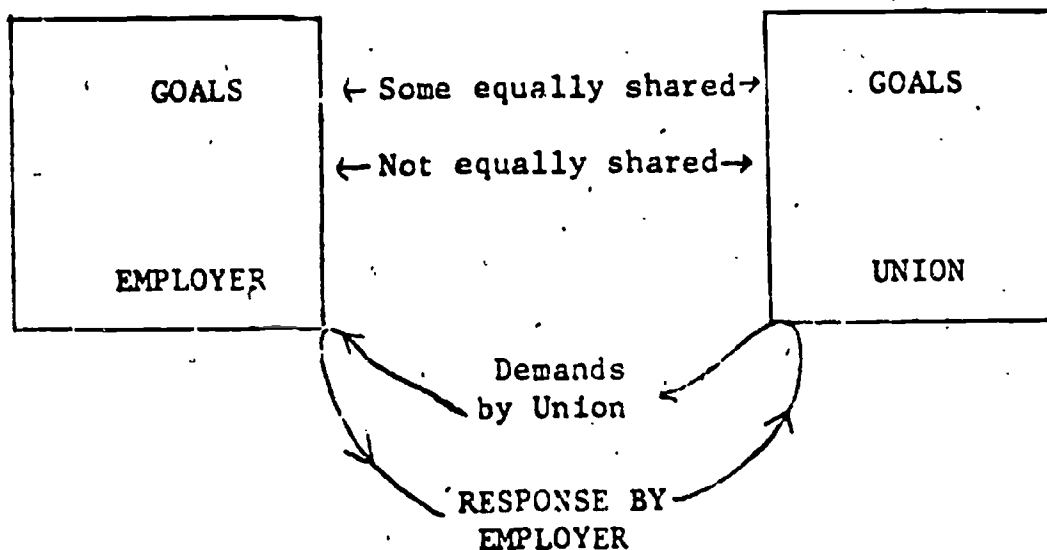 GOALS
← Some equally shared→
GOALS
← Not equally shared→
EMPLOYER
UNION
Demands
by Union
RESPONSE BY
EMPLOYER